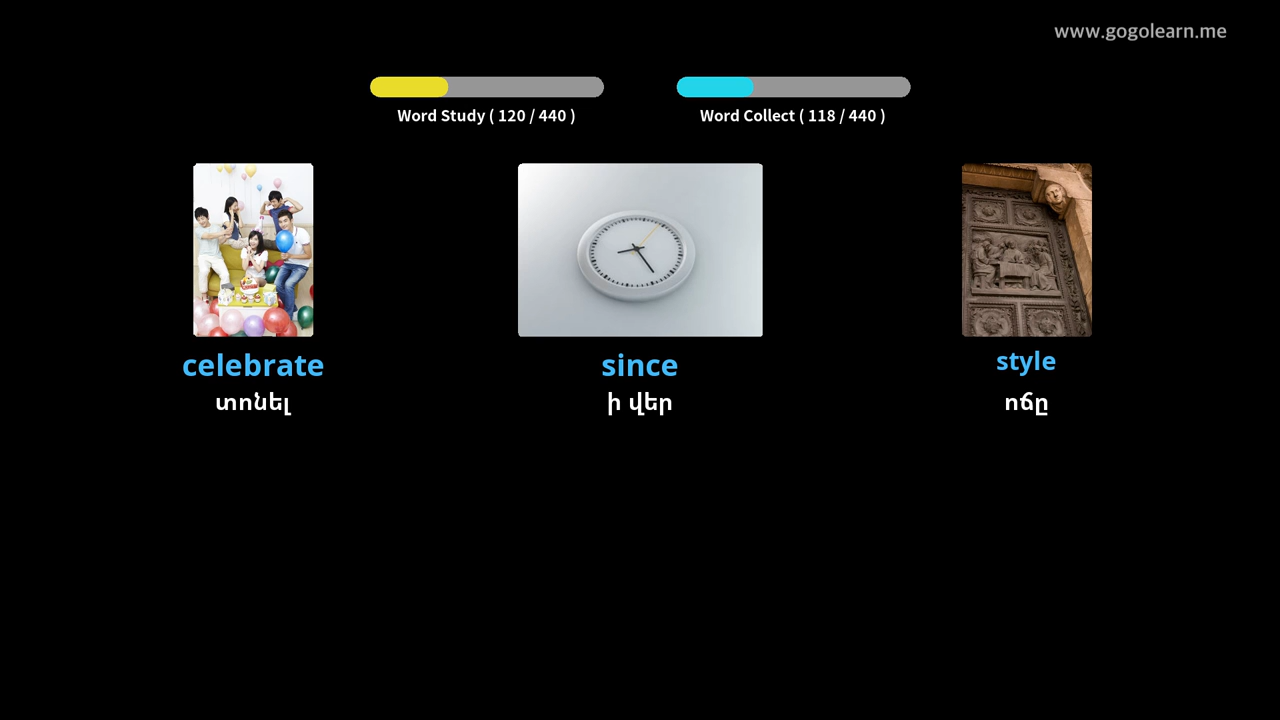 www.gogolearn.me
Word Study ( 120 / 440 )
Word Collect ( 118 / 440 )
celebrate
since
style
տոնել
ի վեր
ոճը